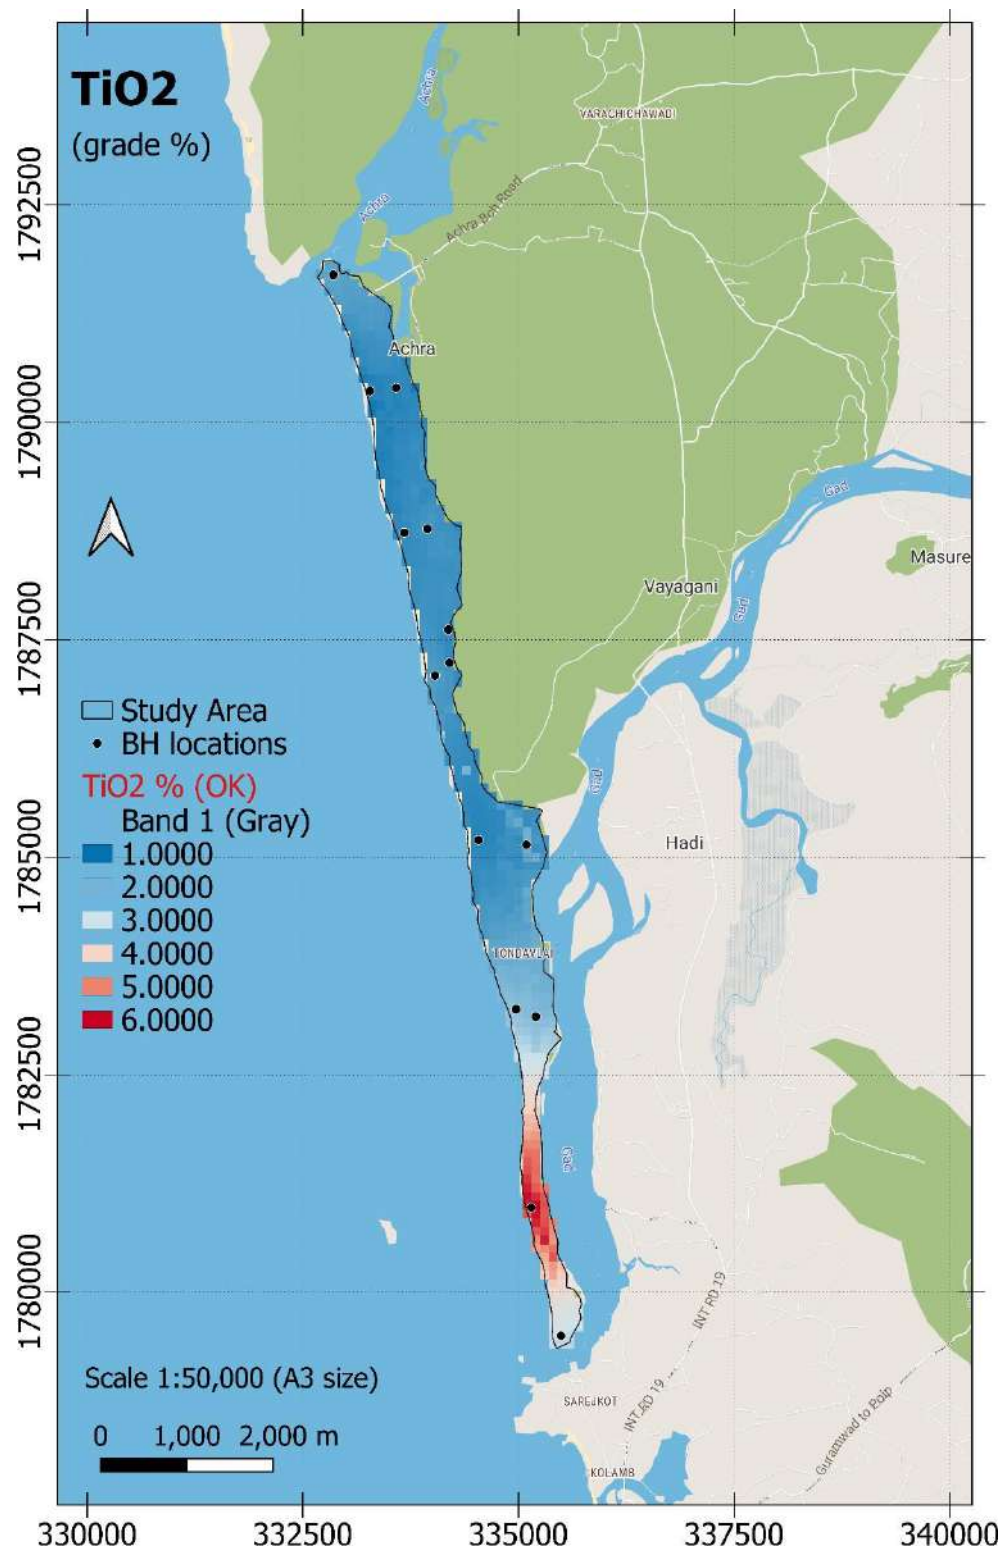 TiO2
(grade %)
Achra
VARACHICHAWADI
Achra
Achra Boh Road
Achra
Gad
Masure
Vayagani
Gad
Study Area
BH locations
TiO2 % (OK)
Band 1 (Gray)
1.0000
2.0000
3.0000
4.0000
5.0000
6.0000
Gad
Hadi
TONDAVLAI
Gad
INT RD 19
Scale 1:50,000 (A3 size)
0 1,000 2,000 m
SAREJKOT
INT RD 19
Guramwad to Poip
KOLAMB
1792500
1790000
1787500
1785000
1782500
1780000
330000 332500 335000 337500 340000